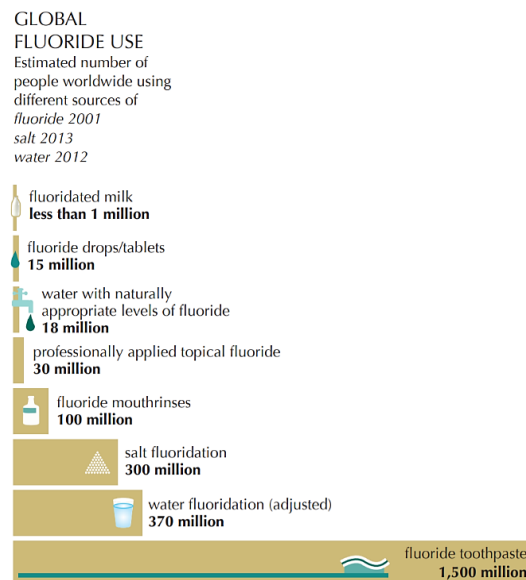 GLOBAL
FLUORIDE USE
Estimated number of
people worldwide using
different sources of
fluoride 2001
salt 2013
water 2012
fluoridated milk
less than 1 million
fluoride drops/tablets
15 million
water with naturally
appropriate levels of fluoride
18 million
professionally applied topical fluoride
30 million
fluoride mouthrinses
100 million
salt fluoridation
300 million
water fluoridation (adjusted)
370 million
fluoride toothpaste
1,500 million